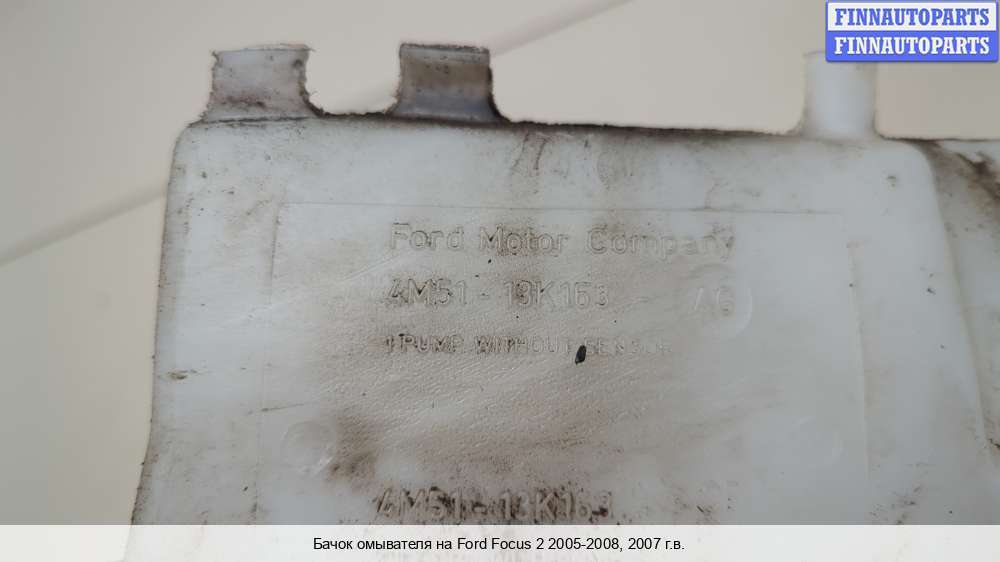 FINNAUTOPARTS
FINNAUTOPARTS
Ford Motor Company
4M51-13K163 AG
1 PUMP WITHOUT SENSOR
4M51-13K163
Бачок омывателя на Ford Focus 2 2005-2008, 2007 г.в.